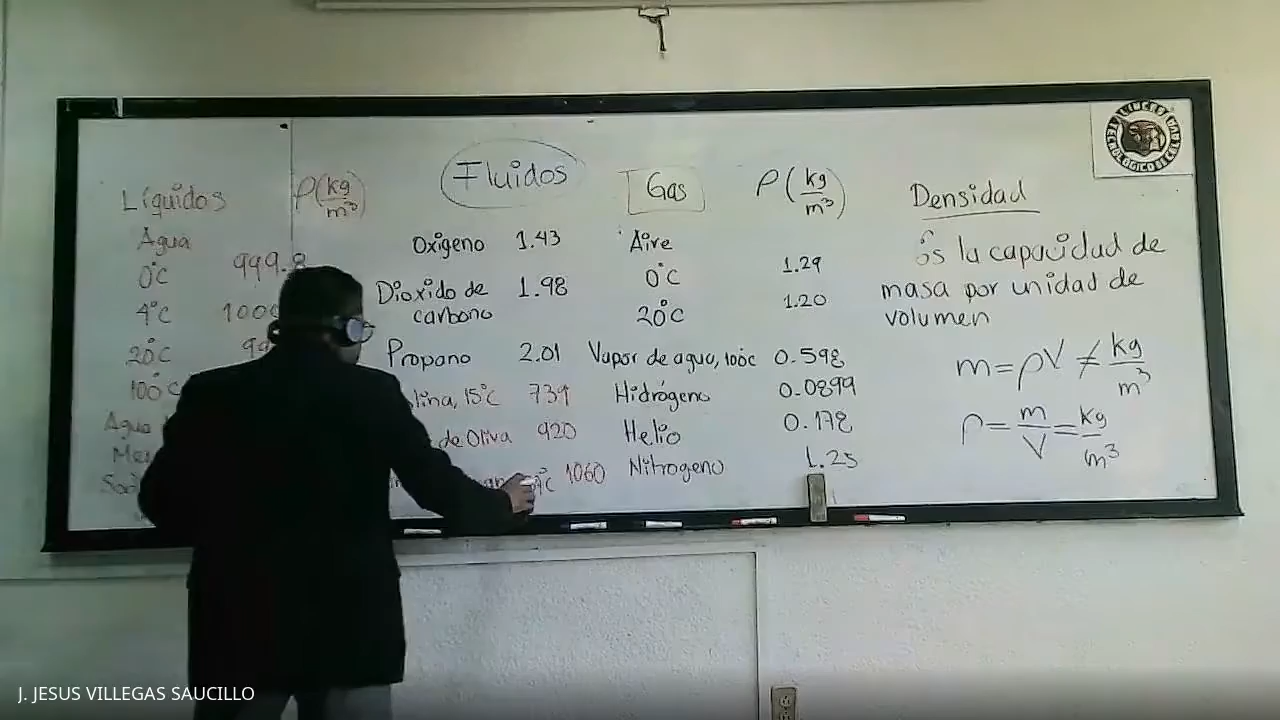 Fluidos
Líquidos ρ(kg/m³)
Agua
0°C 999.8
4°C 1000
20°C
100°C
Agua
Oxigeno 1.43
Dioxido de carbono 1.98
Propano 2.01
15°C 739
de Oliva 920
1060
Gas ρ(kg/m³)
Aire
0°C 1.29
20°C 1.20
Vapor de agua, 100°c 0.598
Hidrógeno 0.0899
Helio 0.178
Nitrogeno 1.25
Densidad
Es la capacidad de
masa por unidad de
volumen
m=ρV ≠ kg/m³
ρ=m/V=kg/m³
J. JESUS VILLEGAS SAUCILLO